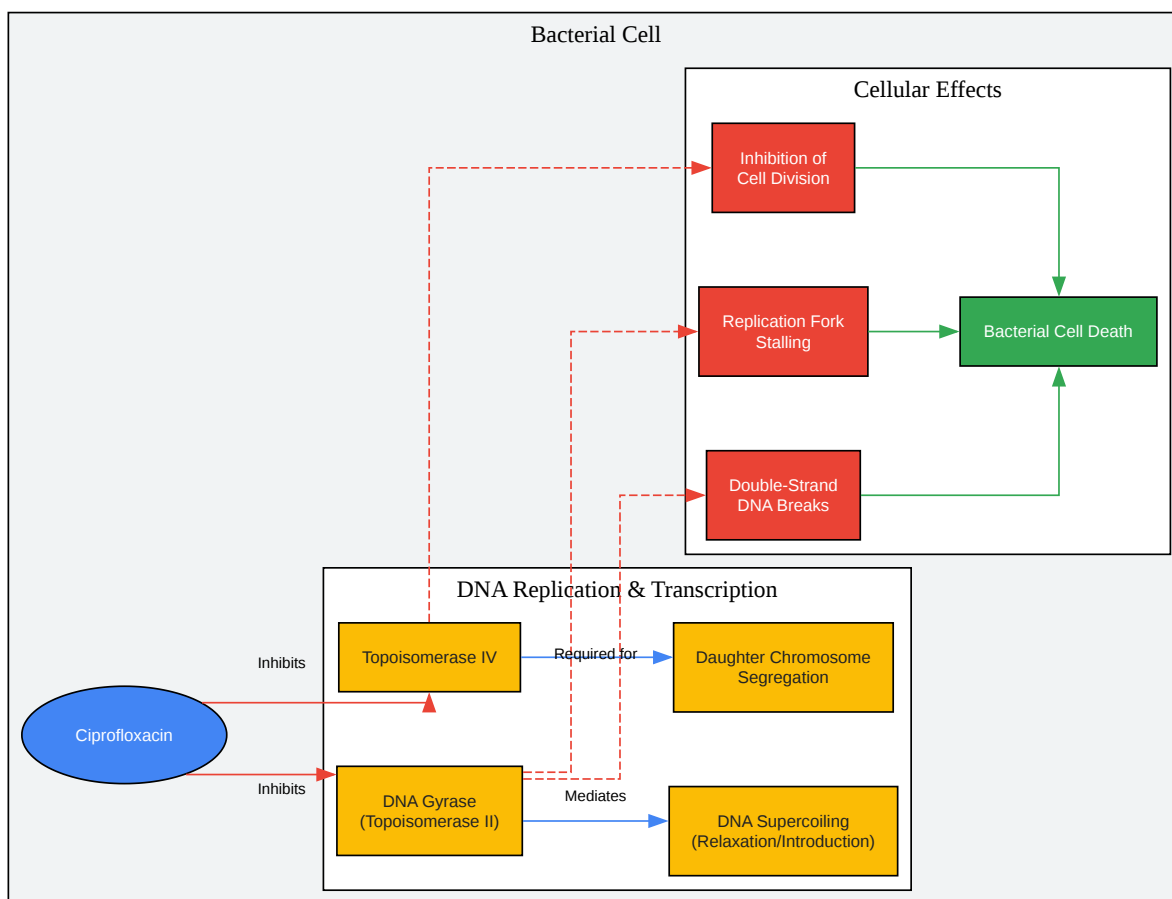 Bacterial Cell
Cellular Effects
Inhibition of
Cell Division
Replication Fork
Stalling
Bacterial Cell Death
Double-Strand
DNA Breaks
DNA Replication & Transcription
Topoisomerase IV
Required for
Daughter Chromosome
Segregation
Inhibits
Ciprofloxacin
Inhibits
DNA Gyrase
(Topoisomerase II)
Mediates
DNA Supercoiling
(Relaxation/Introduction)